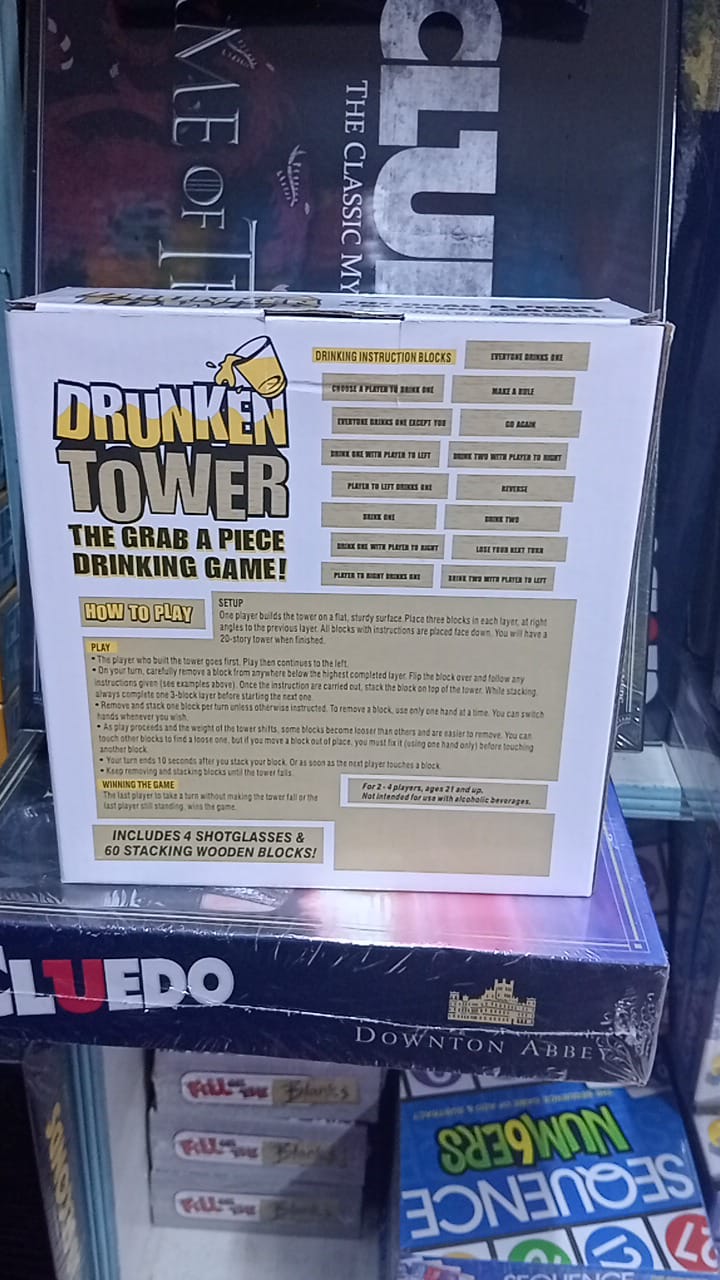 ME OF T
CLU
THE CLASSIC MY
DRUNKEN
TOWER
THE GRAB A PIECE
DRINKING GAME!
DRINKING INSTRUCTION BLOCKS
EVERYONE DRINKS ONE
CHOOSE A PLAYER TO DRINK ONE
MAKE A RULE
EVERYONE DRINKS ONE EXCEPT YOU
GO AGAIN
DRINK ONE WITH PLAYER TO LEFT
DRINK TWO WITH PLAYER TO RIGHT
PLAYER TO LEFT DRINKS ONE
REVERSE
DRINK ONE
DRINK TWO
DRINK ONE WITH PLAYER TO RIGHT
LOSE YOUR NEXT TURN
PLAYER TO RIGHT DRINKS ONE
DRINK TWO WITH PLAYER TO LEFT
HOW TO PLAY
SETUP
One player builds the tower on a flat, sturdy surface. Place three blocks in each layer, at right
angles to the previous layer. All blocks with instructions are placed face down. You will have a
20-story tower when finished.
PLAY
• The player who built the tower goes first. Play then continues to the left.
• On your turn, carefully remove a block from anywhere below the highest completed layer. Flip the block over and follow any
instructions given (see examples above). Once the instruction are carried out, stack the block on top of the tower. While stacking,
always complete one 3-block layer before starting the next one.
• Remove and stack one block per turn unless otherwise instructed. To remove a block, use only one hand at a time. You can switch
hands whenever you wish.
• As play proceeds and the weight of the tower shifts, some blocks become looser than others and are easier to remove. You can
touch other blocks to find a loose one, but if you move a block out of place, you must fix it (using one hand only) before touching
another block.
• Your turn ends 10 seconds after you stack your block. Or as soon as the next player touches a block.
• Keep removing and stacking blocks until the tower falls.
WINNING THE GAME
The last player to take a turn without making the tower fall or the
last player still standing, wins the game.
For 2 - 4 players, ages 21 and up.
Not intended for use with alcoholic beverages.
INCLUDES 4 SHOTGLASSES &
60 STACKING WOODEN BLOCKS!
CLUEDO
DOWNTON ABBEY
FILL IN THE Blanks
FILL IN THE Blanks
FILL IN THE Blanks
NUMBERS
SEQUENCE
27